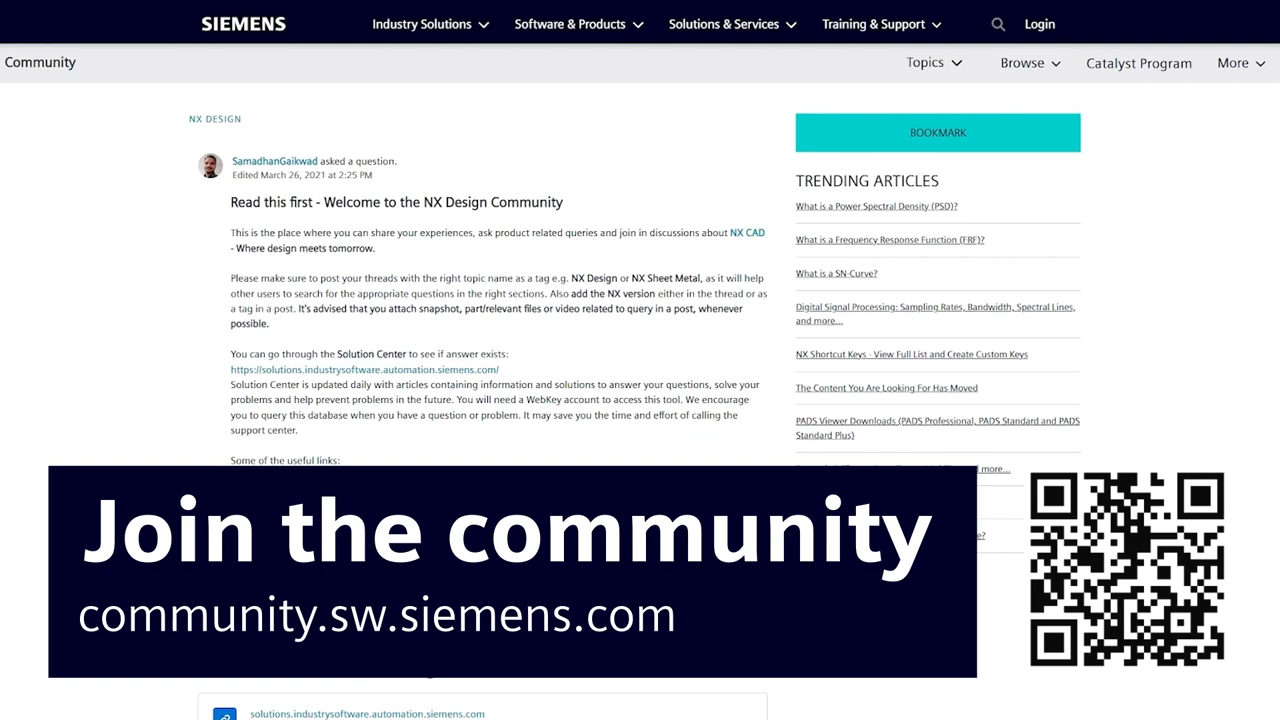 SIEMENS
Industry Solutions
Software & Products
Solutions & Services
Training & Support
Login
Community
Topics
Browse
Catalyst Program
More
NX DESIGN
SamadhanGaikwad asked a question.
Edited March 26, 2021 at 2:25 PM
Read this first - Welcome to the NX Design Community
This is the place where you can share your experiences, ask product related queries and join in discussions about NX CAD
- Where design meets tomorrow.
Please make sure to post your threads with the right topic name as a tag e.g. NX Design or NX Sheet Metal, as it will help
other users to search for the appropriate questions in the right sections. Also add the NX version either in the thread or as
a tag in a post. It's advised that you attach snapshot, part/relevant files or video related to query in a post, whenever
possible.
You can go through the Solution Center to see if answer exists:
https://solutions.industrysoftware.automation.siemens.com/
Solution Center is updated daily with articles containing information and solutions to answer your questions, solve your
problems and help prevent problems in the future. You will need a WebKey account to access this tool. We encourage
you to query this database when you have a question or problem. It may save you the time and effort of calling the
support center.
Some of the useful links:
BOOKMARK
TRENDING ARTICLES
What is a Power Spectral Density (PSD)?
What is a Frequency Response Function (FRF)?
What is a SN-Curve?
Digital Signal Processing: Sampling Rates, Bandwidth, Spectral Lines,
and more...
NX Shortcut Keys - View Full List and Create Custom Keys
The Content You Are Looking For Has Moved
PADS Viewer Downloads (PADS Professional, PADS Standard and PADS
Standard Plus)
more...
Join the community
community.sw.siemens.com
solutions.industrysoftware.automation.siemens.com